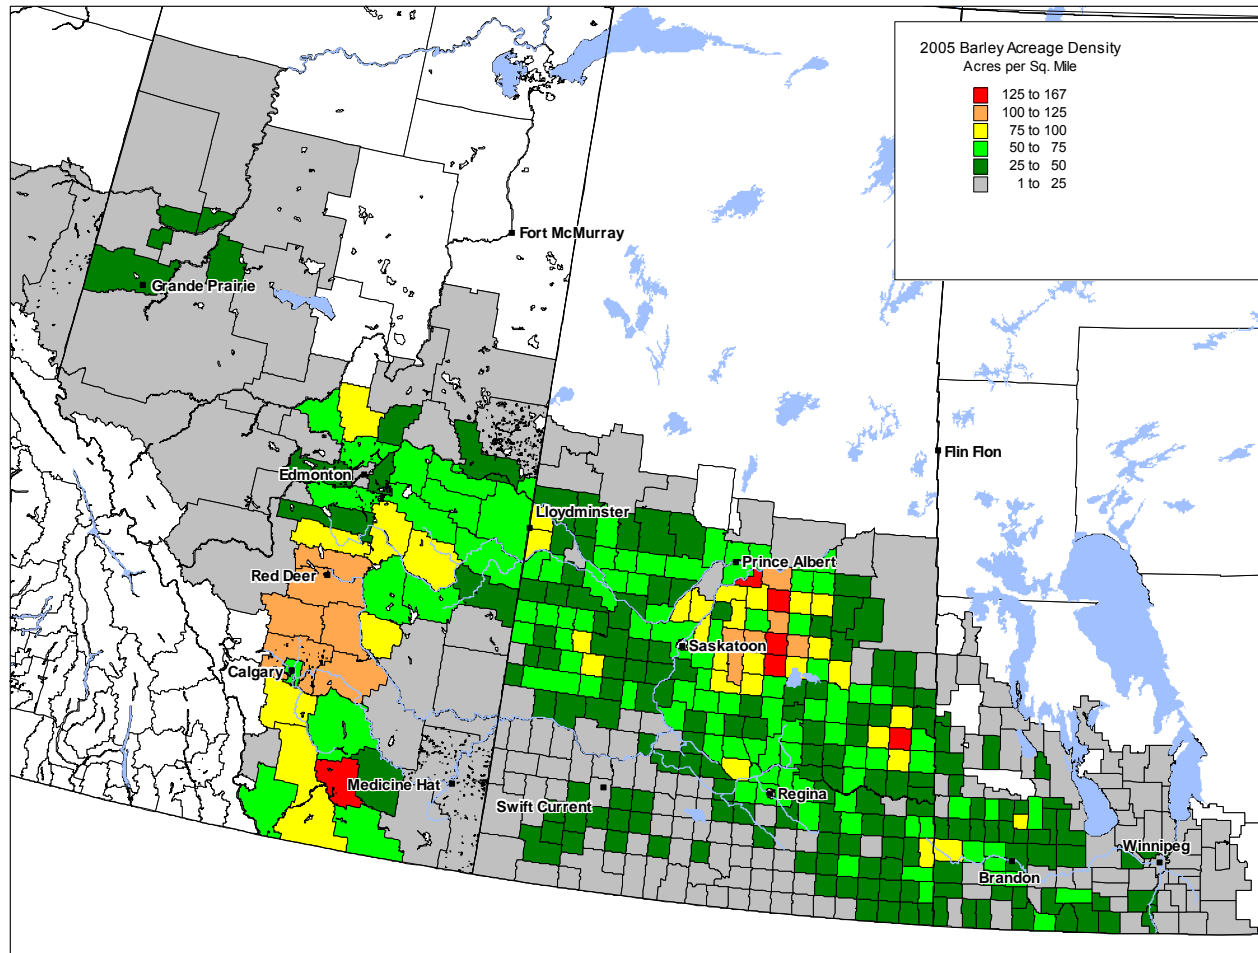 2005 Barley Acreage Density
Acres per Sq. Mile
125 to 167
100 to 125
75 to 100
50 to 75
25 to 50
1 to 25
Fort McMurray
Grande Prairie
Flin Flon
Edmonton
Lloydminster
Prince Albert
Red Deer
Saskatoon
Calgary
Medicine Hat
Regina
Swift Current
Winnipeg
Brandon